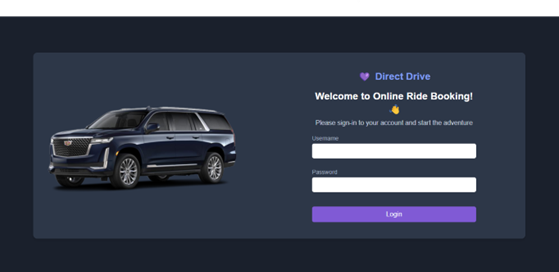 Direct Drive
Welcome to Online Ride Booking!
Please sign-in to your account and start the adventure
Username
Password
Login